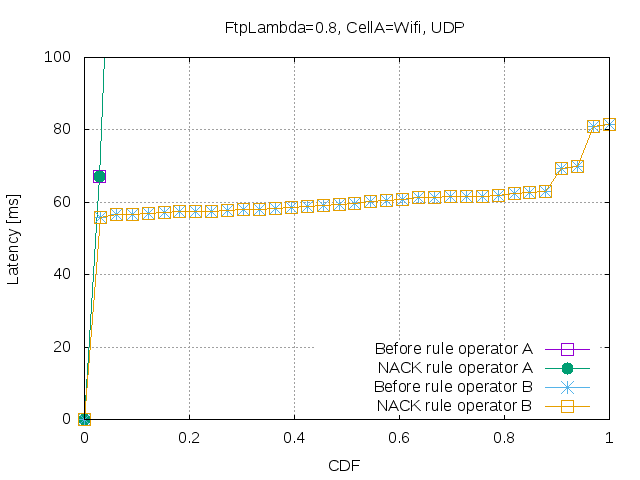 FtpLambda=0.8, CellA=Wifi, UDP
100
80
60
40
20
0
Latency [ms]
Before rule operator A
NACK rule operator A
Before rule operator B
NACK rule operator B
0
0.2
0.4
0.6
0.8
1
CDF